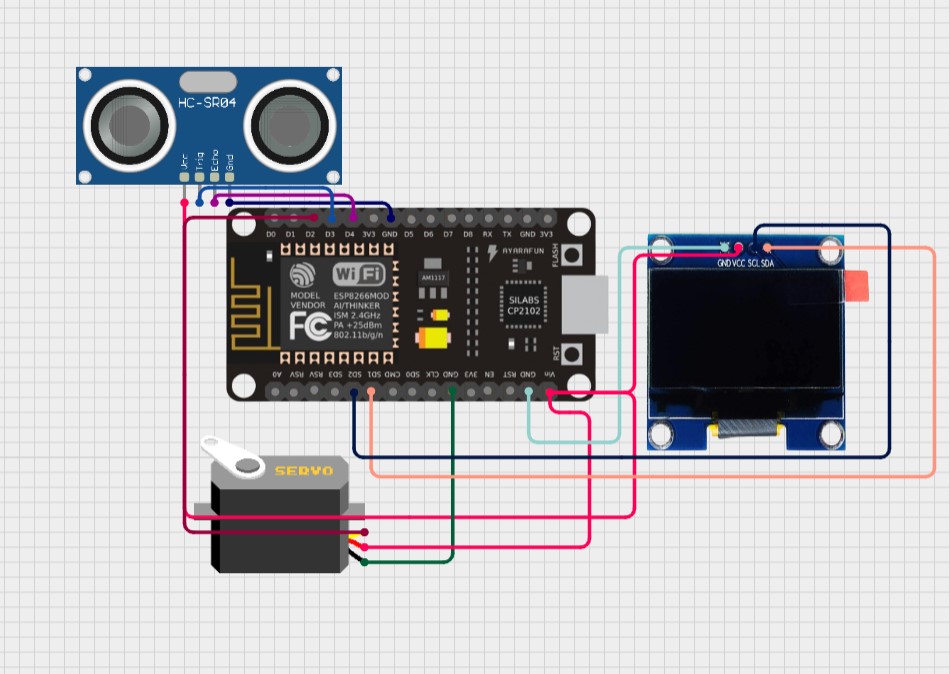 HC-SR04
Vcc Trig Echo Gnd
D0 D1 D2 D3 D4 3V3 GND D5 D6 D7 D8 RX TX GND 3V3
AYARAFUN
FLASH
WiFi
MODEL
VENDOR
ESP8266MOD
AI/THINKER
ISM 2.4GHz
PA +25dBm
802.11b/g/n
FC
AM1117
SILABS
CP2102
RST
A0 RSV RSV SD3 SD2 SD1 CMD SD0 CLK GND 3V3 EN RST GND Vin
GND VCC SCL SDA
SERVO